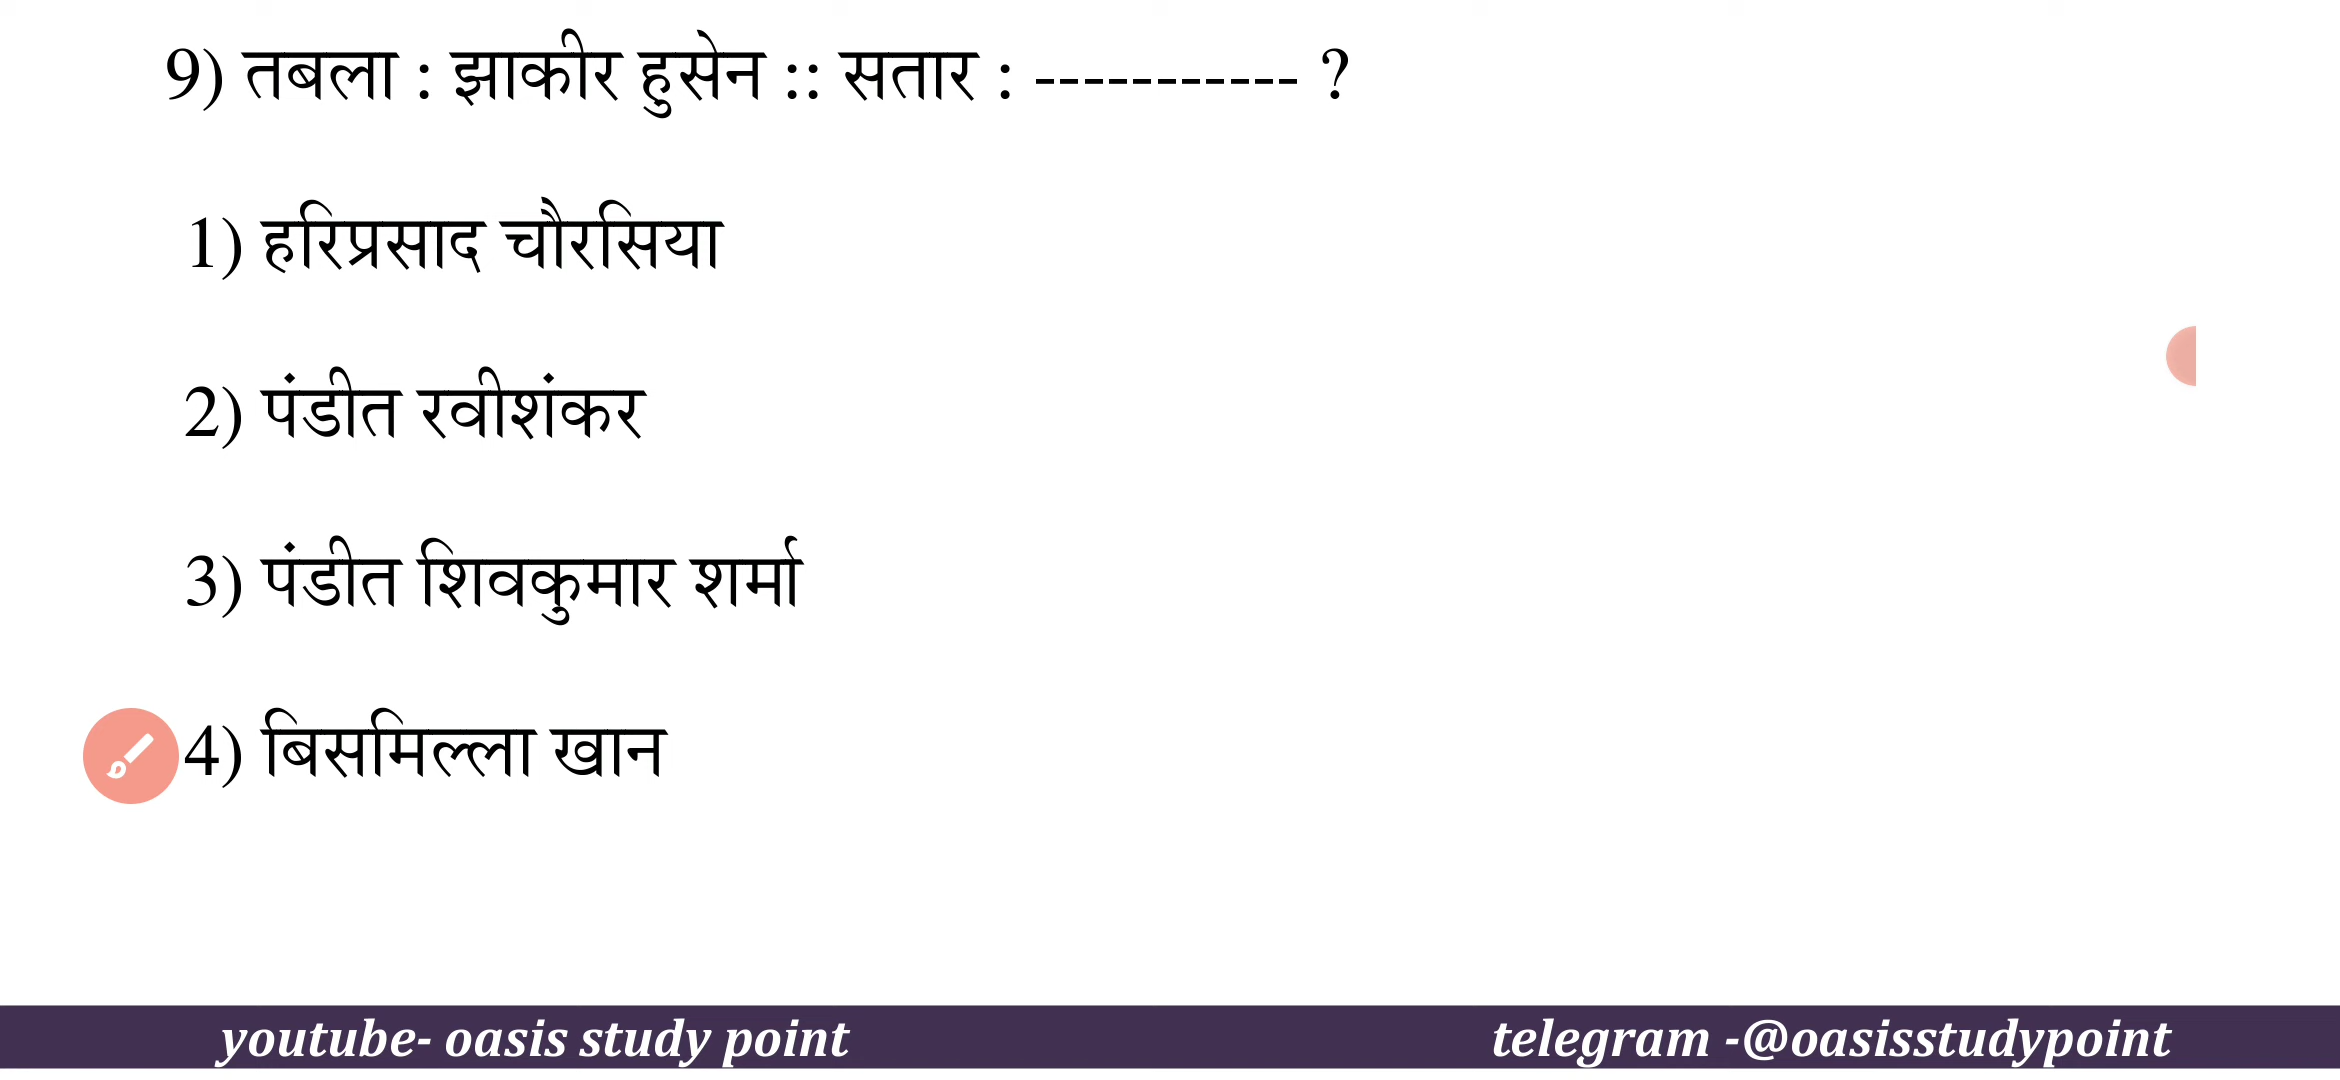 9) तबला : झाकीर हुसेन :: सतार : ----------- ?
1) हरिप्रसाद चौरसिया
2) पंडीत रवीशंकर
3) पंडीत शिवकुमार शर्मा
4) बिसमिल्ला खान
youtube- oasis study point
telegram -@oasisstudypoint